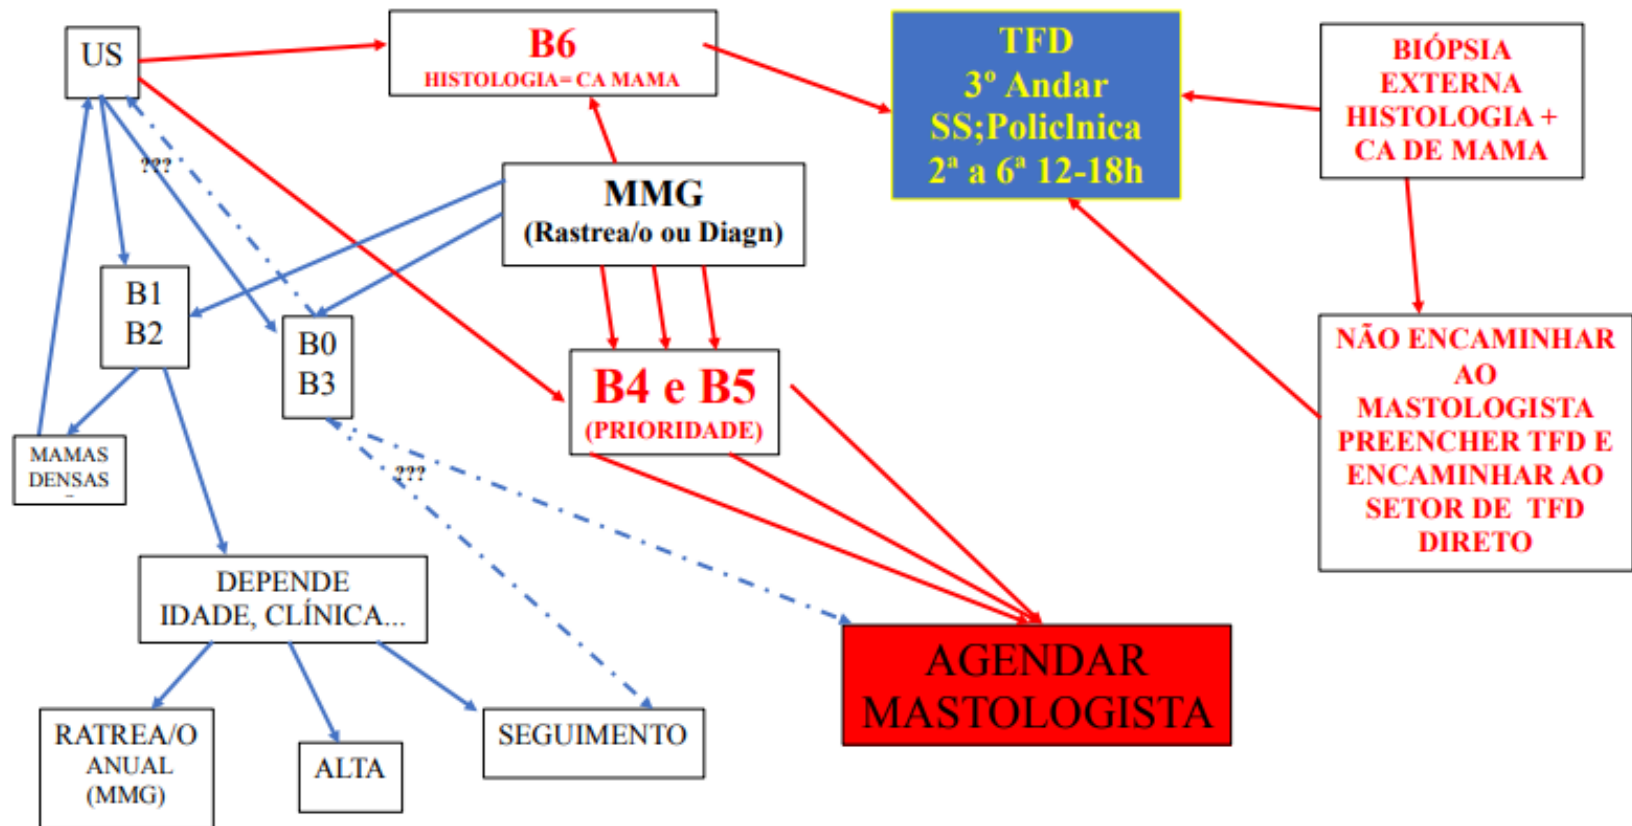 US
B6
HISTOLOGIA= CA MAMA
TFD
3º Andar
SS;Policlnica
2ª a 6ª 12-18h
BIÓPSIA
EXTERNA
HISTOLOGIA +
CA DE MAMA
???
MMG
(Rastrea/o ou Diagn)
B1
B2
B0
B3
B4 e B5
(PRIORIDADE)
NÃO ENCAMINHAR
AO
MASTOLOGISTA
PREENCHER TFD E
ENCAMINHAR AO
SETOR DE TFD
DIRETO
MAMAS
DENSAS
???
DEPENDE
IDADE, CLÍNICA...
AGENDAR
MASTOLOGISTA
RATREA/O
ANUAL
(MMG)
ALTA
SEGUIMENTO